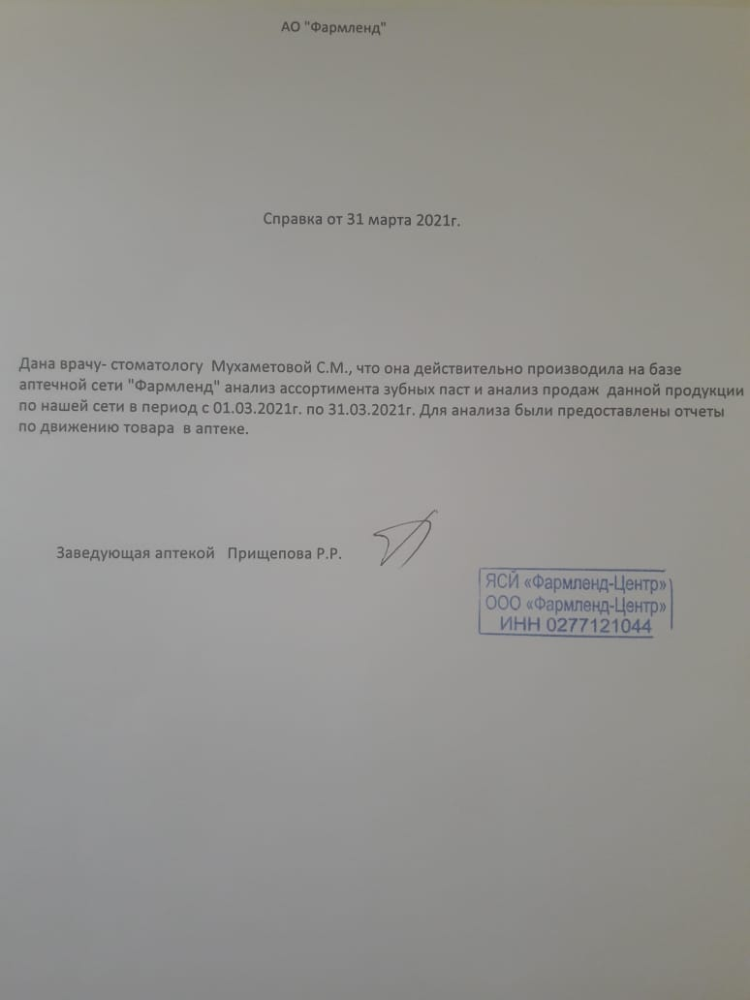 АО "Фармленд"
Справка от 31 марта 2021г.
Дана врачу- стоматологу  Мухаметовой С.М., что она действительно производила на базе
аптечной сети "Фармленд" анализ ассортимента зубных паст и анализ продаж  данной продукции
по нашей сети в период с 01.03.2021г. по 31.03.2021г. Для анализа были предоставлены отчеты
по движению товара  в аптеке.
Заведующая аптекой   Прищепова Р.Р.
ЯСЙ «Фармленд-Центр»
ООО «Фармленд-Центр»
ИНН 0277121044